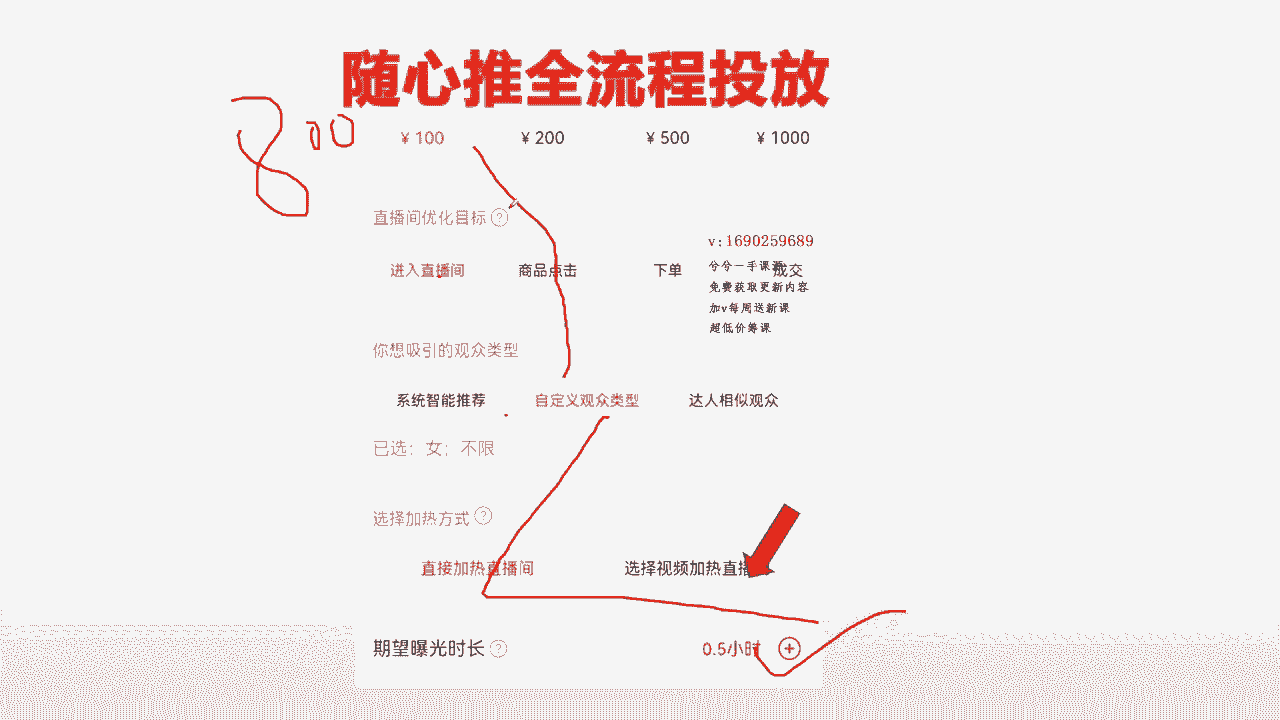 随心推全流程投放
800
¥ 100 ¥ 200 ¥ 500 ¥ 1000
直播间优化目标 ?
v:1690259689
进入直播间 商品点击 下单 成交
兮兮一手课源
免费获取更新内容
加v每周送新课
超低价筹课
你想吸引的观众类型
系统智能推荐 自定义观众类型 达人相似观众
已选：女；不限
选择加热方式 ?
直接加热直播间 选择视频加热直播
期望曝光时长 ? 0.5小时 +